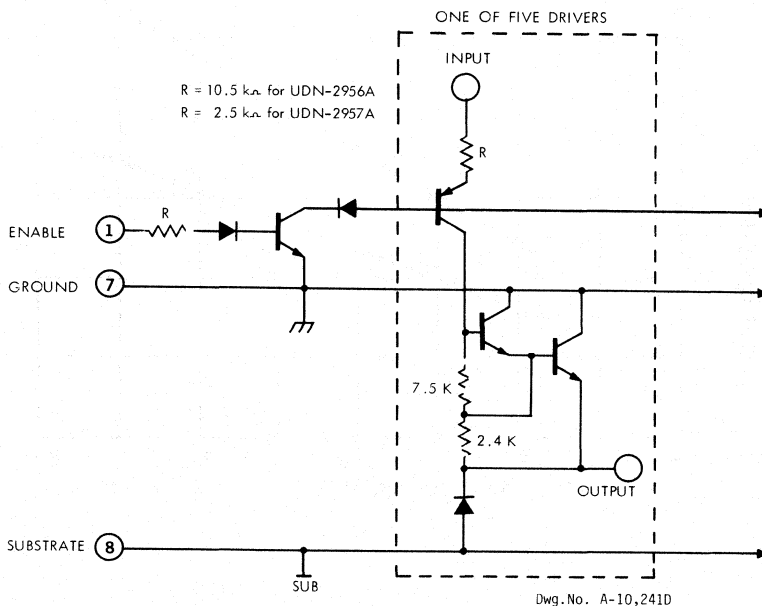 ONE OF FIVE DRIVERS
INPUT
R = 10.5 kΩ for UDN-2956A
R = 2.5 kΩ for UDN-2957A
R
R
ENABLE 1
GROUND 7
7.5 K
2.4 K
OUTPUT
SUBSTRATE 8
SUB
Dwg.No. A-10,241D